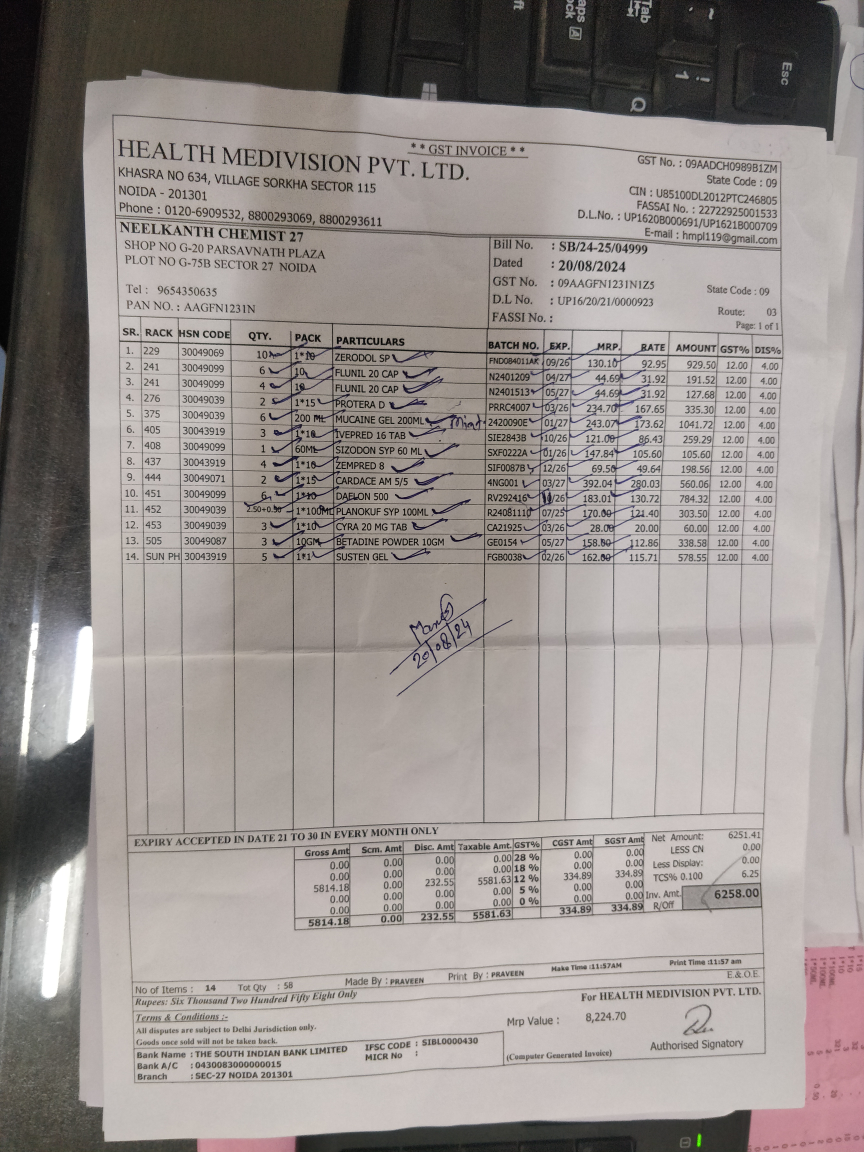 * * GST INVOICE * *
HEALTH MEDIVISION PVT. LTD.
KHASRA NO 634, VILLAGE SORKHA SECTOR 115
NOIDA - 201301
Phone : 0120-6909532, 8800293069, 8800293611
GST No. : 09AADCH0989B1ZM
State Code : 09
CIN : U85100DL2012PTC246805
FASSAI No. : 22722925001533
D.L.No. : UP1620B000691/UP1621B000709
E-mail : hmpl119@gmail.com
NEELKANTH CHEMIST 27
SHOP NO G-20 PARSAVNATH PLAZA
PLOT NO G-75B SECTOR 27 NOIDA
Tel : 9654350635
PAN NO. : AAGFN1231N
Bill No. : SB/24-25/04999
Dated : 20/08/2024
GST No. : 09AAGFN1231N1Z5 State Code : 09
D.L No. : UP16/20/21/0000923
FASSI No. : Route: 03
Page: 1 of 1
SR. RACK HSN CODE QTY. PACK PARTICULARS BATCH NO. EXP. MRP. RATE AMOUNT GST% DIS%
1. 229 30049069 10 1*10 ZERODOL SP FND084011AK 09/26 130.10 92.95 929.50 12.00 4.00
2. 241 30049099 6 10 FLUNIL 20 CAP N2401209 04/27 44.69 31.92 191.52 12.00 4.00
3. 241 30049099 4 10 FLUNIL 20 CAP N2401513 05/27 44.69 31.92 127.68 12.00 4.00
4. 276 30049039 2 1*15 PROTERA D PRRC4007 03/26 234.70 167.65 335.30 12.00 4.00
5. 375 30049039 6 200 ML MUCAINE GEL 200ML Mint 2420090E 01/27 243.07 173.62 1041.72 12.00 4.00
6. 405 30043919 3 1*10 IVEPRED 16 TAB SIE2843B 10/26 121.00 86.43 259.29 12.00 4.00
7. 408 30049099 1 60ML SIZODON SYP 60 ML SXF0222A 01/26 147.84 105.60 105.60 12.00 4.00
8. 437 30043919 4 1*10 ZEMPRED 8 SIF0087B 12/26 69.50 49.64 198.56 12.00 4.00
9. 444 30049071 2 1*15 CARDACE AM 5/5 4NG001 03/27 392.04 280.03 560.06 12.00 4.00
10. 451 30049099 6 1*10 DAFLON 500 RV292416 /26 183.01 130.72 784.32 12.00 4.00
11. 452 30049039 2.50+0.50 1*100ML PLANOKUF SYP 100ML R2408111D 07/25 170.00 121.40 303.50 12.00 4.00
12. 453 30049039 3 1*10 CYRA 20 MG TAB CA21925 03/26 28.00 20.00 60.00 12.00 4.00
13. 505 30049087 3 10GM BETADINE POWDER 10GM GE0154 05/27 158.00 112.86 338.58 12.00 4.00
14. SUN PH 30043919 5 1*1 SUSTEN GEL FGB0038 02/26 162.00 115.71 578.55 12.00 4.00
20/08/24
EXPIRY ACCEPTED IN DATE 21 TO 30 IN EVERY MONTH ONLY
Gross Amt Scm. Amt Disc. Amt Taxable Amt. GST% CGST Amt SGST Amt
0.00 0.00 0.00 0.00 28 % 0.00 0.00
0.00 0.00 0.00 0.00 18 % 0.00 0.00
5814.18 0.00 232.55 5581.63 12 % 334.89 334.89
0.00 0.00 0.00 0.00 5 % 0.00 0.00
0.00 0.00 0.00 0.00 0 % 0.00 0.00
5814.18 0.00 232.55 5581.63 334.89 334.89
Net Amount: 6251.41
LESS CN 0.00
Less Display: 0.00
TCS% 0.100 6.25
Inv. Amt. 6258.00
R/Off
No of Items : 14 Tot Qty : 58 Made By : PRAVEEN Print By : PRAVEEN Make Time :11:57AM Print Time :11:57 am
Rupees: Six Thousand Two Hundred Fifty Eight Only E.& O.E.
Terms & Conditions :-
All disputes are subject to Delhi Jurisdiction only.
Goods once sold will not be taken back.
Mrp Value : 8,224.70
For HEALTH MEDIVISION PVT. LTD.
Authorised Signatory
(Computer Generated Invoice)
Bank Name : THE SOUTH INDIAN BANK LIMITED IFSC CODE : SIBL0000430
Bank A/C : 0430083000000015 MICR No :
Branch : SEC-27 NOIDA 201301
Esc
Tab
Q
! 1
~
A